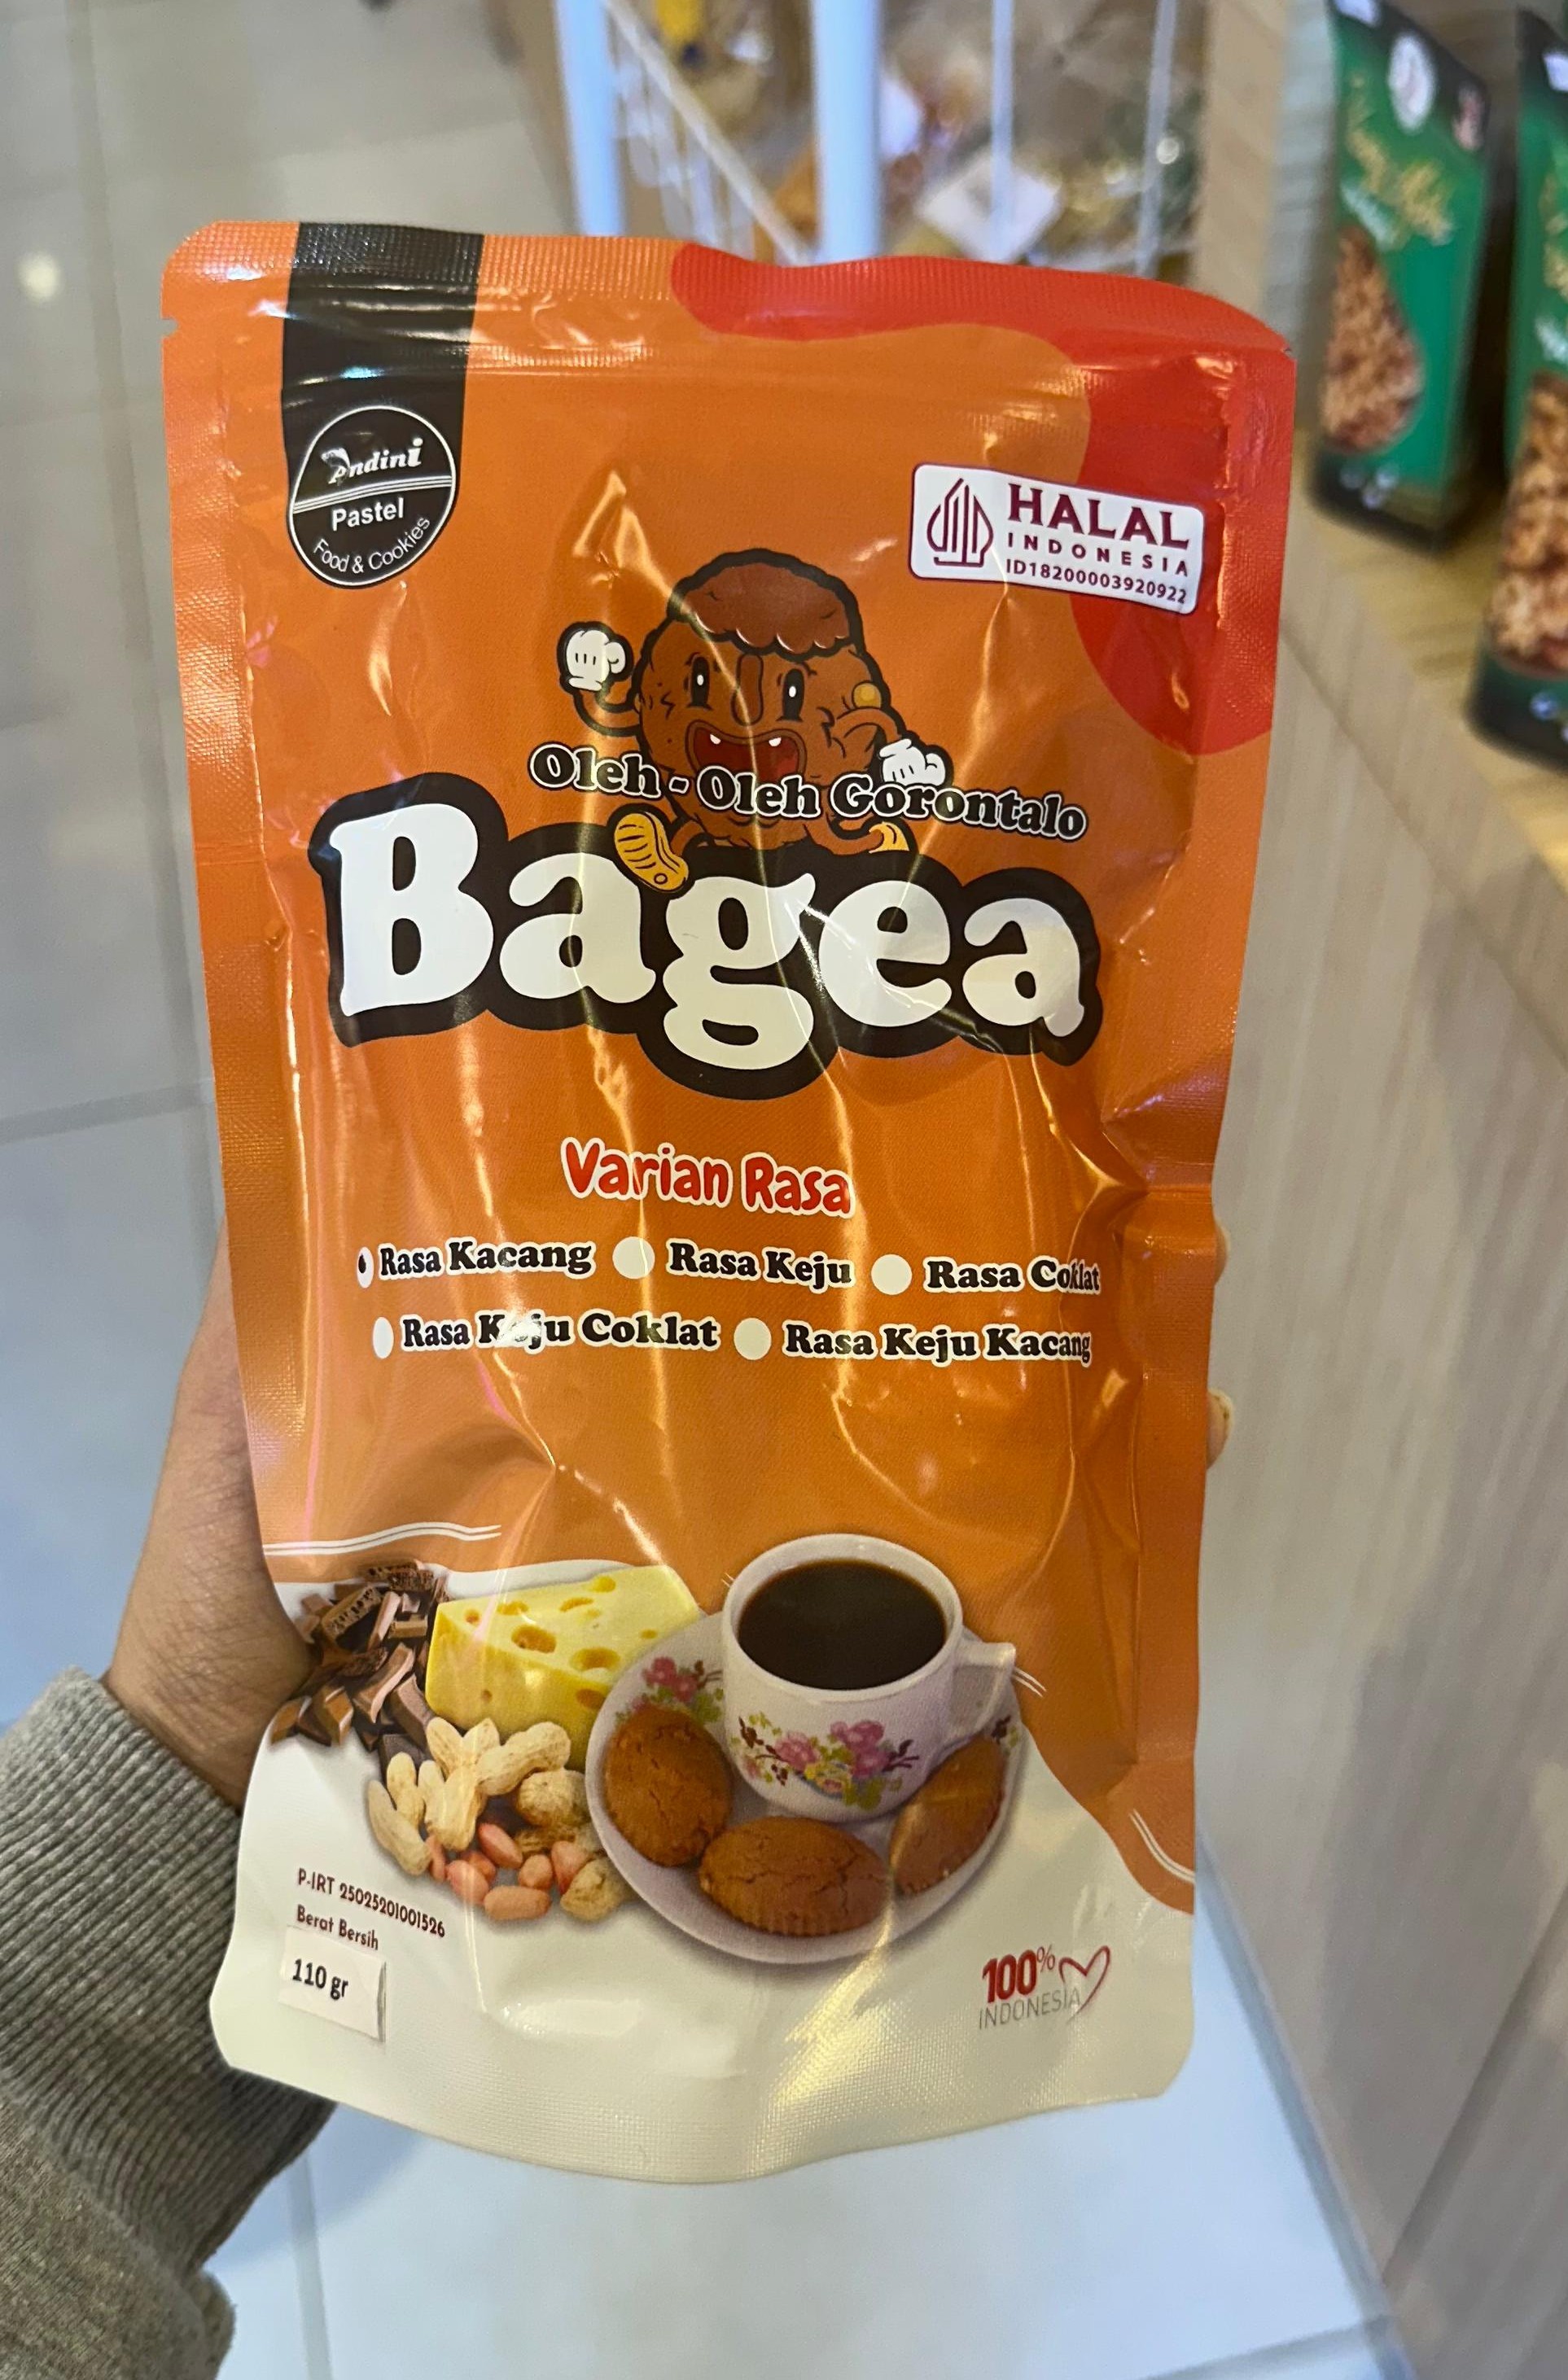 Andini
Pastel
Food & Cookies
HALAL
INDONESIA
ID18200003920922
Oleh - Oleh Gorontalo
Bagea
Varian Rasa
Rasa Kacang Rasa Keju Rasa Coklat
Rasa Keju Coklat Rasa Keju Kacang
P-IRT 25025201001526
Berat Bersih
110 gr
100%
INDONESIA